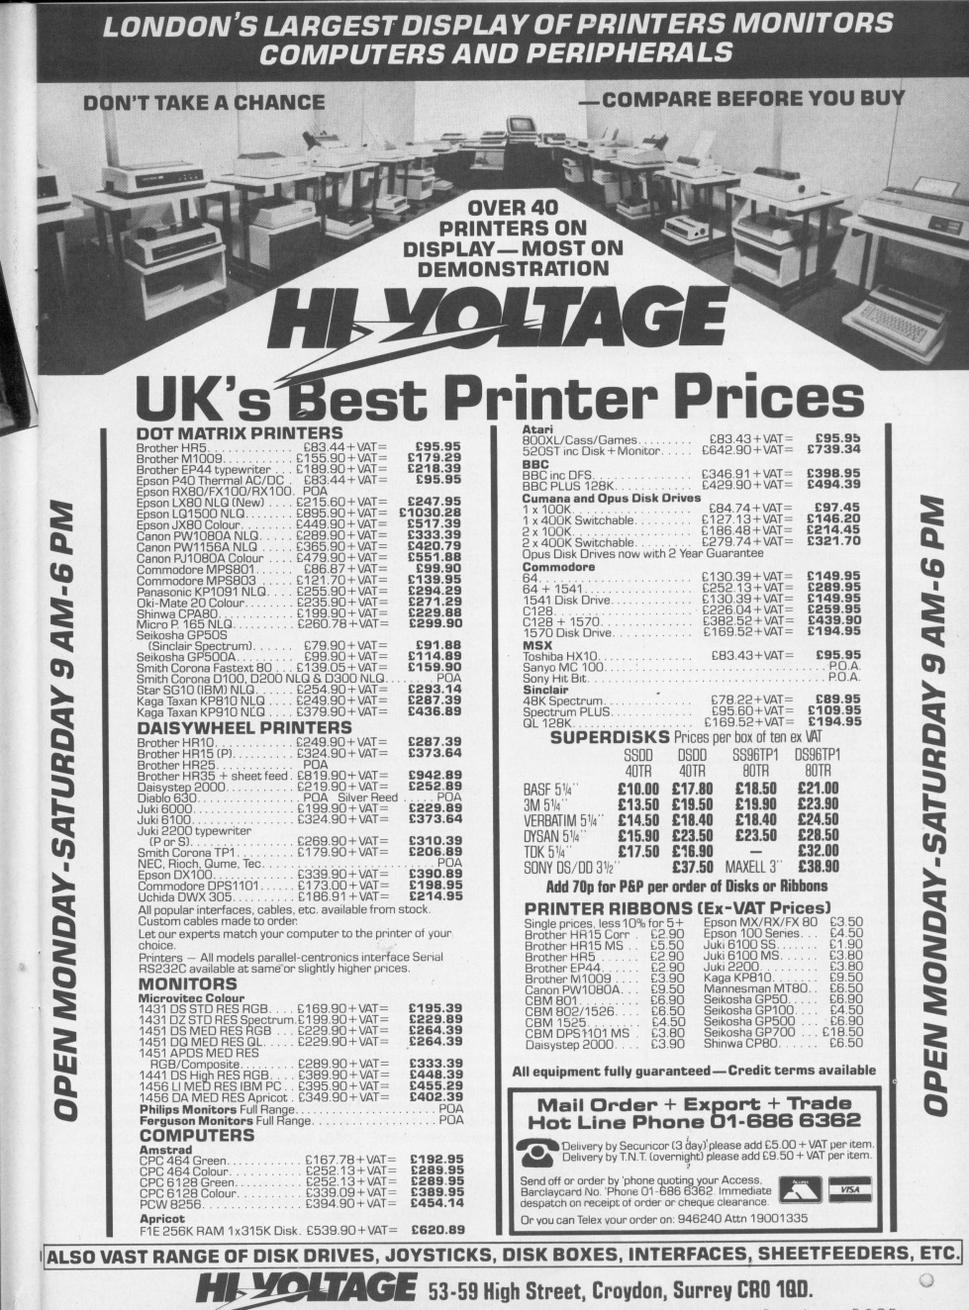 LONDON'S LARGEST DISPLAY OF PRINTERS MONITORS
COMPUTERS AND PERIPHERALS
DON'T TAKE A CHANCE
—COMPARE BEFORE YOU BUY
OVER 40
PRINTERS ON
DISPLAY—MOST ON
DEMONSTRATION
HI-VOLTAGE
UK's Best Printer Prices
OPEN MONDAY-SATURDAY 9 AM-6 PM
DOT MATRIX PRINTERS
Brother HR5 £83.44+VAT= £95.95
Brother M1009 £155.90+VAT= £179.29
Brother EP44 typewriter £189.90+VAT= £218.39
Epson P40 Thermal AC/DC £83.44+VAT= £95.95
Epson RX80/FX100/RX100 POA
Epson LX80 NLQ (New) £215.60+VAT= £247.95
Epson LQ1500 NLQ £895.90+VAT= £1030.28
Epson JX80 Colour £449.90+VAT= £517.39
Canon PW1080A NLQ £289.90+VAT= £333.39
Canon PW1156A NLQ £365.90+VAT= £420.79
Canon PJ1080A Colour £479.90+VAT= £551.88
Commodore MPS801 £86.87+VAT= £99.90
Commodore MPS803 £121.70+VAT= £139.95
Panasonic KP1091 NLQ £255.90+VAT= £294.29
Oki-Mate 20 Colour £235.90+VAT= £271.29
Shinwa CPA80 £199.90+VAT= £229.88
Micro P. 165 NLQ £260.78+VAT= £299.90
Seikosha GP50S
(Sinclair Spectrum) £79.90+VAT= £91.88
Seikosha GP500A £99.90+VAT= £114.89
Smith Corona Fastext 80 £139.05+VAT= £159.90
Smith Corona D100, D200 NLQ & D300 NLQ POA
Star SG10 (IBM) NLQ £254.90+VAT= £293.14
Kaga Taxan KP810 NLQ £249.90+VAT= £287.39
Kaga Taxan KP910 NLQ £379.90+VAT= £436.89
DAISYWHEEL PRINTERS
Brother HR10 £249.90+VAT= £287.39
Brother HR15 (P) £324.90+VAT= £373.64
Brother HR25 POA
Brother HR35 + sheet feed £819.90+VAT= £942.89
Daisystep 2000 £219.90+VAT= £252.89
Diablo 630 POA Silver Reed POA
Juki 6000 £199.90+VAT= £229.89
Juki 6100 £324.90+VAT= £373.64
Juki 2200 typewriter
(P or S) £269.90+VAT= £310.39
Smith Corona TP1 £179.90+VAT= £206.89
NEC, Rioch, Qume, Tec POA
Epson DX100 £339.90+VAT= £390.89
Commodore DPS1101 £173.00+VAT= £198.95
Uchida DWX 305 £186.91+VAT= £214.95
All popular interfaces, cables, etc. available from stock.
Custom cables made to order.
Let our experts match your computer to the printer of your
choice.
Printers — All models parallel-centronics interface Serial
RS232C available at same or slightly higher prices.
MONITORS
Microvitec Colour
1431 DS STD RES RGB £169.90+VAT= £195.39
1431 DZ STD RES Spectrum £199.90+VAT= £229.89
1451 DS MED RES RGB £229.90+VAT= £264.39
1451 DQ MED RES QL £229.90+VAT= £264.39
1451 APDS MED RES
RGB/Composite £289.90+VAT= £333.39
1441 DS High RES RGB £389.90+VAT= £448.39
1456 LI MED RES IBM PC £395.90+VAT= £455.29
1456 DA MED RES Apricot £349.90+VAT= £402.39
Philips Monitors Full Range POA
Ferguson Monitors Full Range POA
COMPUTERS
Amstrad
CPC 464 Green £167.78+VAT= £192.95
CPC 464 Colour £252.13+VAT= £289.95
CPC 6128 Green £252.13+VAT= £289.95
CPC 6128 Colour £339.09+VAT= £389.95
PCW 8256 £394.90+VAT= £454.14
Apricot
F1E 256K RAM 1x315K Disk £539.90+VAT= £620.89
Atari
800XL/Cass/Games £83.43+VAT= £95.95
520ST inc Disk + Monitor £642.90+VAT= £739.34
BBC
BBC inc DFS £346.91+VAT= £398.95
BBC PLUS 128K £429.90+VAT= £494.39
Cumana and Opus Disk Drives
1 x 100K £84.74+VAT= £97.45
1 x 400K Switchable £127.13+VAT= £146.20
2 x 100K £186.48+VAT= £214.45
2 x 400K Switchable £279.74+VAT= £321.70
Opus Disk Drives now with 2 Year Guarantee
Commodore
64 £130.39+VAT= £149.95
64 + 1541 £252.13+VAT= £289.95
1541 Disk Drive £130.39+VAT= £149.95
C128 £226.04+VAT= £259.95
C128 + 1570 £382.52+VAT= £439.90
1570 Disk Drive £169.52+VAT= £194.95
MSX
Toshiba HX10 £83.43+VAT= £95.95
Sanyo MC 100 P.O.A.
Sony Hit Bit P.O.A.
Sinclair
48K Spectrum £78.22+VAT= £89.95
Spectrum PLUS £95.60+VAT= £109.95
QL 128K £169.52+VAT= £194.95
SUPERDISKS Prices per box of ten ex VAT
SSDD DSDD SS96TP1 DS96TP1
40TR 40TR 80TR 80TR
BASF 5¼" £10.00 £17.80 £18.50 £21.00
3M 5¼" £13.50 £19.50 £19.90 £23.90
VERBATIM 5¼" £14.50 £18.40 £18.40 £24.50
DYSAN 5¼" £15.90 £23.50 £23.50 £28.50
TDK 5¼" £17.50 £16.90 — £32.00
SONY DS/DD 3½" £37.50 MAXELL 3" £38.90
Add 70p for P&P per order of Disks or Ribbons
PRINTER RIBBONS (Ex-VAT Prices)
Single prices, less 10% for 5+
Brother HR15 Corr £2.90
Brother HR15 MS £5.50
Brother HR5 £2.90
Brother EP44 £2.90
Brother M1009 £3.90
Canon PW1080A £9.50
CBM 801 £6.90
CBM 802/1526 £6.50
CBM 1525 £4.50
CBM DPS1101 MS £3.80
Daisystep 2000 £3.90
Epson MX/RX/FX 80 £3.50
Epson 100 Series £4.50
Juki 6100 SS £1.90
Juki 6100 MS £3.80
Juki 2200 £3.80
Kaga KP810 £9.50
Mannesman MT80 £6.50
Seikosha GP50 £6.90
Seikosha GP100 £4.50
Seikosha GP500 £6.90
Seikosha GP700 £18.50
Shinwa CP80 £6.50
All equipment fully guaranteed—Credit terms available
Mail Order + Export + Trade
Hot Line Phone 01-686 6362
Delivery by Securicor (3 day) please add £5.00 + VAT per item.
Delivery by T.N.T. (overnight) please add £9.50 + VAT per item.
Send off or order by 'phone quoting your Access,
Barclaycard No. 'Phone 01-686 6362. Immediate
despatch on receipt of order or cheque clearance.
Access
VISA
Or you can Telex your order on: 946240 Attn 19001335
OPEN MONDAY-SATURDAY 9 AM-6 PM
ALSO VAST RANGE OF DISK DRIVES, JOYSTICKS, DISK BOXES, INTERFACES, SHEETFEEDERS, ETC.
HI-VOLTAGE 53-59 High Street, Croydon, Surrey CR0 1QD.